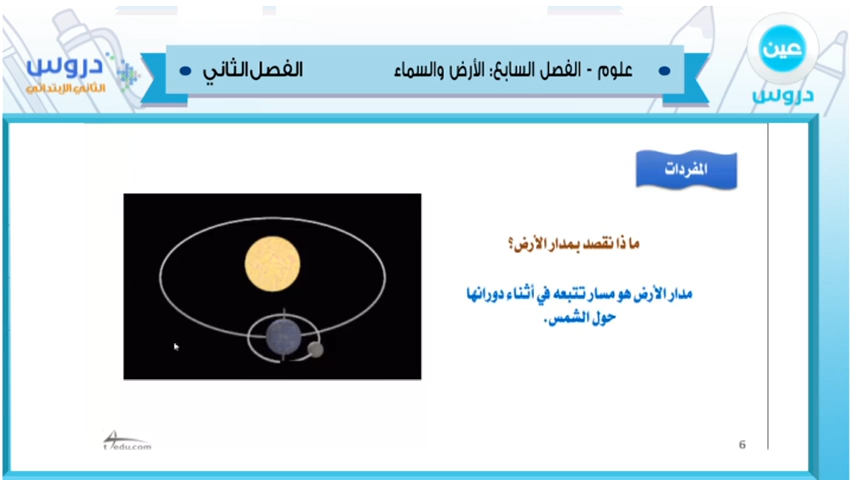 عين
دروس
علوم - الفصل السابع: الأرض والسماء
الفصل الثاني
دروس
الثاني الإبتدائي
المفردات
ما ذا نقصد بمدار الأرض؟
مدار الأرض هو مسار تتبعه في أثناء دورانها
حول الشمس.
t4edu.com
6